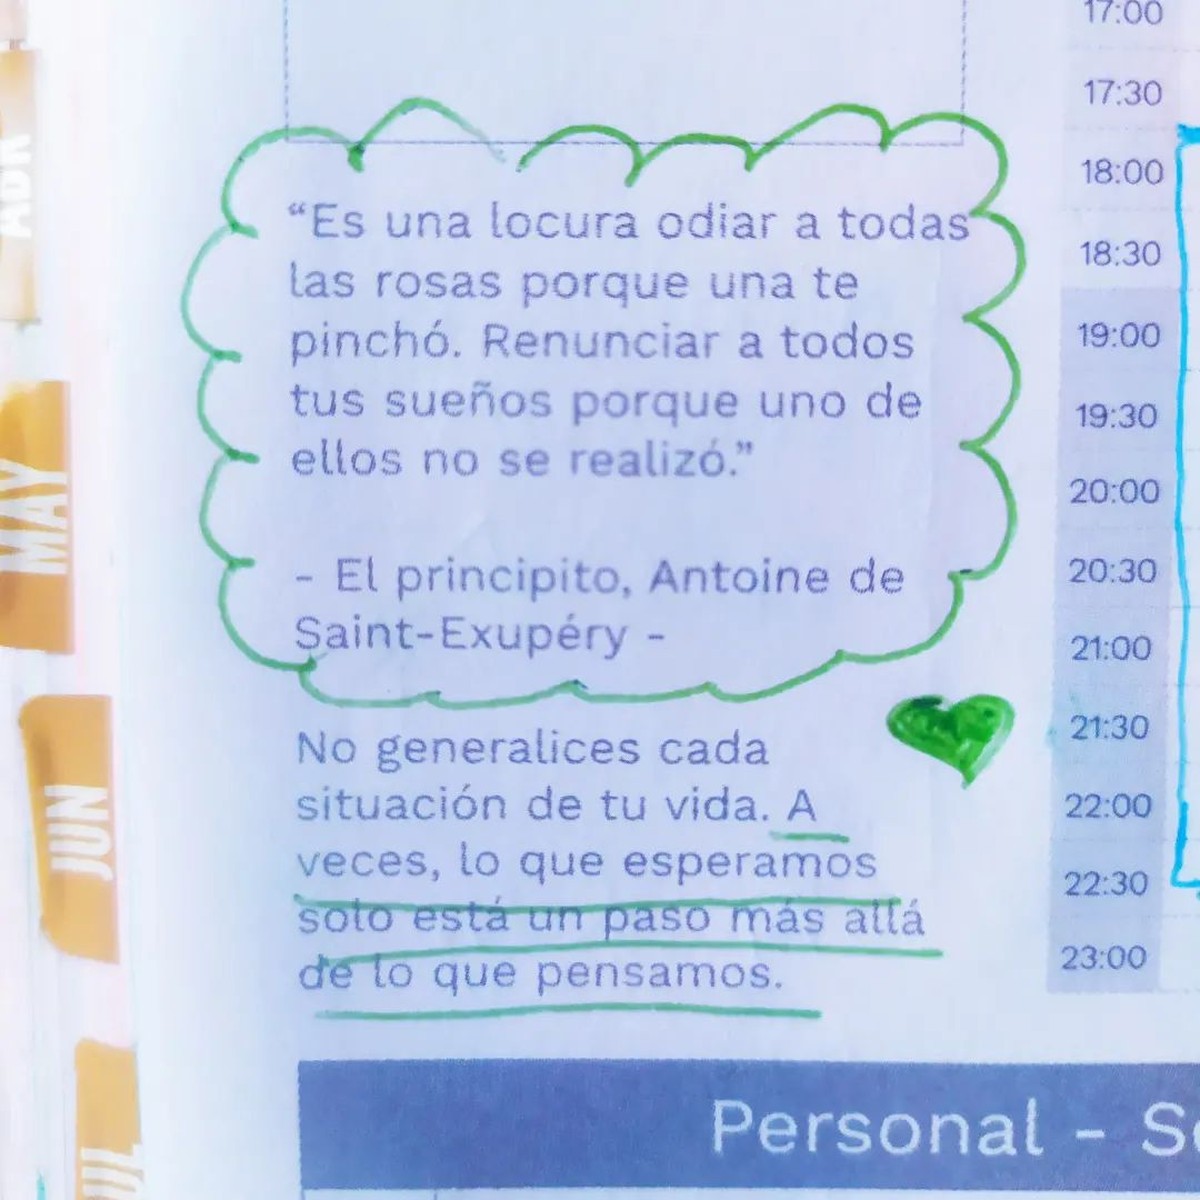 17:00
17:30
18:00
18:30
19:00
19:30
20:00
20:30
21:00
21:30
22:00
22:30
23:00
“Es una locura odiar a todas
las rosas porque una te
pinchó. Renunciar a todos
tus sueños porque uno de
ellos no se realizó.”
- El principito, Antoine de
Saint-Exupéry -
No generalices cada
situación de tu vida. A
veces, lo que esperamos
solo está un paso más allá
de lo que pensamos.
Personal -
MAY
JUN